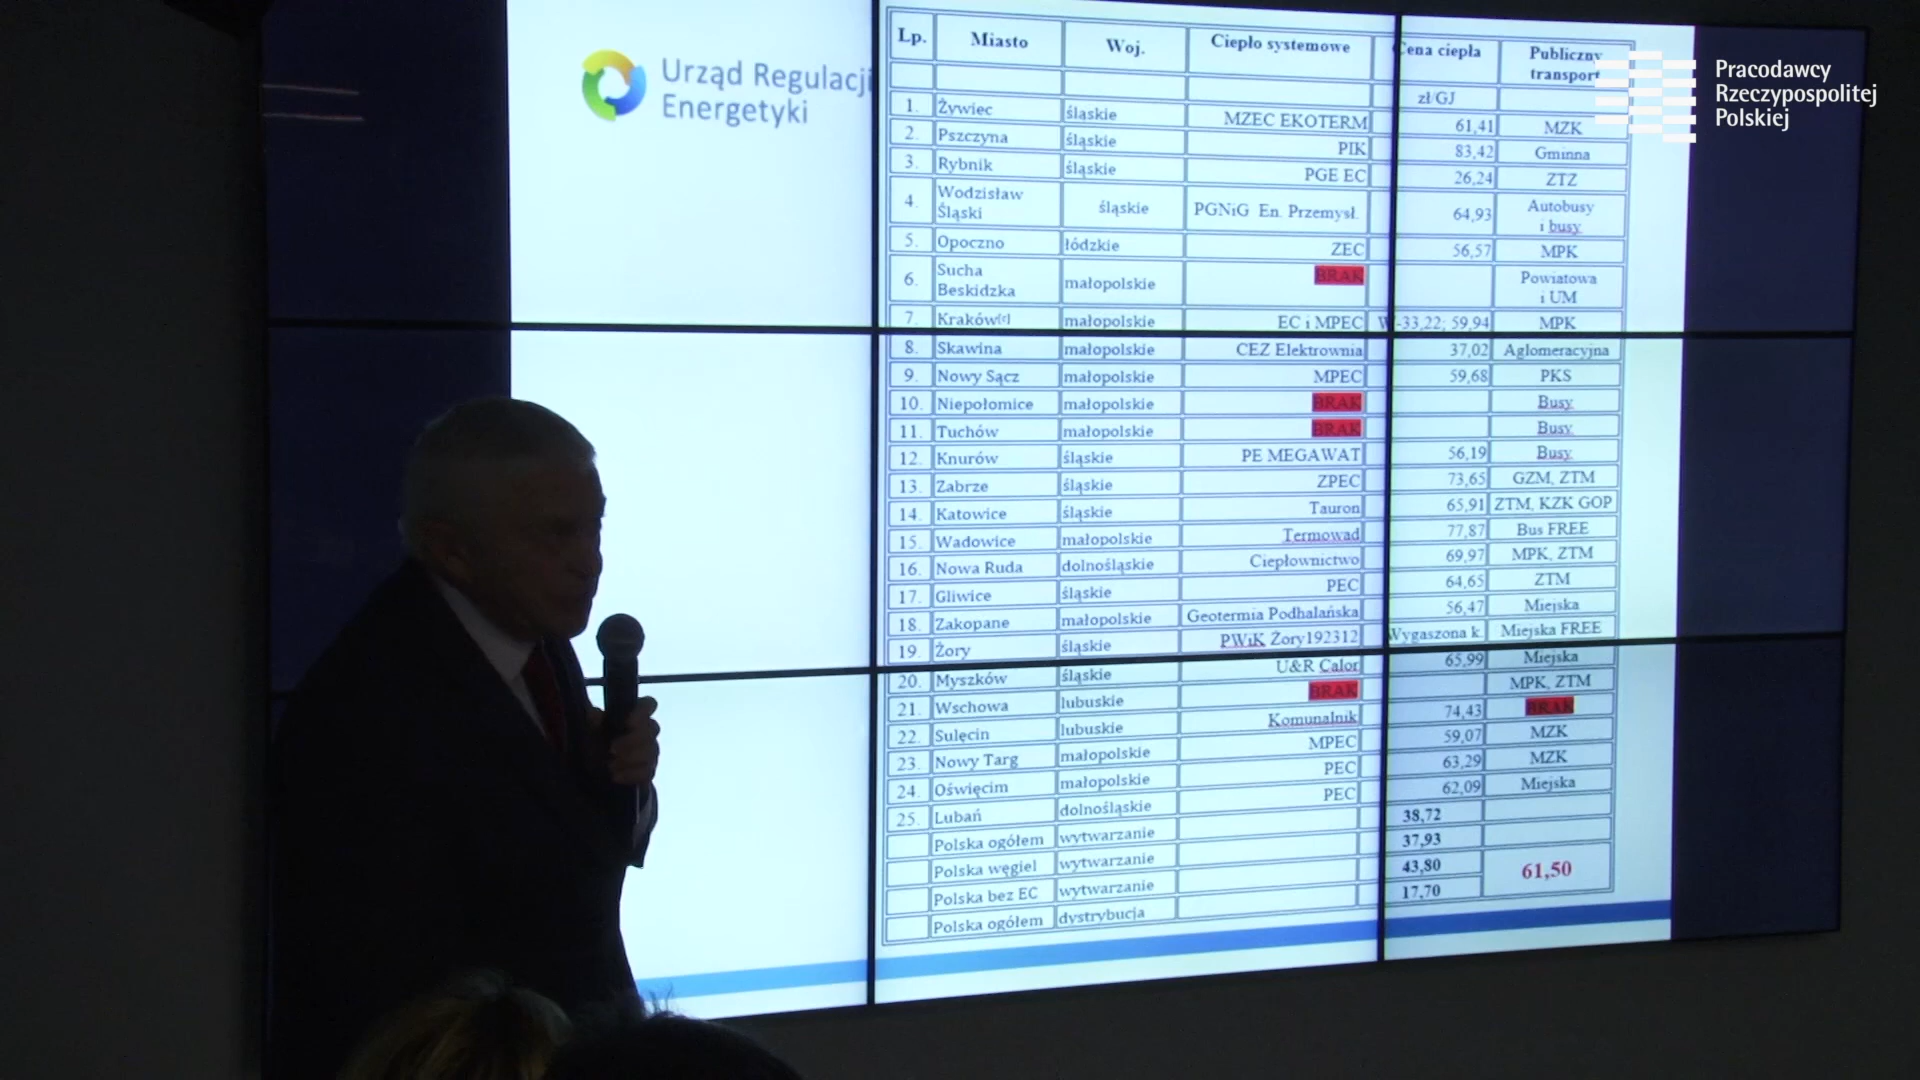 Urząd Regulacji
Energetyki
Pracodawcy
Rzeczypospolitej
Polskiej
Lp. Miasto Woj. Ciepło systemowe Cena ciepła Publiczny transport
zł/GJ
1. Żywiec śląskie MZEC EKOTERM 61,41 MZK
2. Pszczyna śląskie PIK 83,42 Gminna
3. Rybnik śląskie PGE EC 26,24 ZTZ
4. Wodzisław Śląski śląskie PGNiG En. Przemysł. 64,93 Autobusy i busy
5. Opoczno łódzkie ZEC 56,57 MPK
6. Sucha Beskidzka małopolskie BRAK Powiatowa i UM
7. Kraków małopolskie EC i MPEC W-33,22; 59,94 MPK
8. Skawina małopolskie CEZ Elektrownia 37,02 Aglomeracyjna
9. Nowy Sącz małopolskie MPEC 59,68 PKS
10. Niepołomice małopolskie BRAK Busy
11. Tuchów małopolskie BRAK Busy
12. Knurów śląskie PE MEGAWAT 56,19 Busy
13. Zabrze śląskie ZPEC 73,65 GZM, ZTM
14. Katowice śląskie Tauron 65,91 ZTM, KZK GOP
15. Wadowice małopolskie Termowad 77,87 Bus FREE
16. Nowa Ruda dolnośląskie Ciepłownictwo 69,97 MPK, ZTM
17. Gliwice śląskie PEC 64,65 ZTM
18. Zakopane małopolskie Geotermia Podhalańska 56,47 Miejska
19. Żory śląskie PWiK Żory192312 Wygaszona k. Miejska FREE
20. Myszków śląskie U&R Calor 65,99 Miejska
21. Wschowa lubuskie BRAK MPK, ZTM
22. Sulęcin lubuskie Komunalnik 74,43 BRAK
23. Nowy Targ małopolskie MPEC 59,07 MZK
24. Oświęcim małopolskie PEC 63,29 MZK
25. Lubań dolnośląskie PEC 62,09 Miejska
Polska ogółem wytwarzanie 38,72
Polska węgiel wytwarzanie 37,93
Polska bez EC wytwarzanie 43,80 61,50
Polska ogółem dystrybucja 17,70